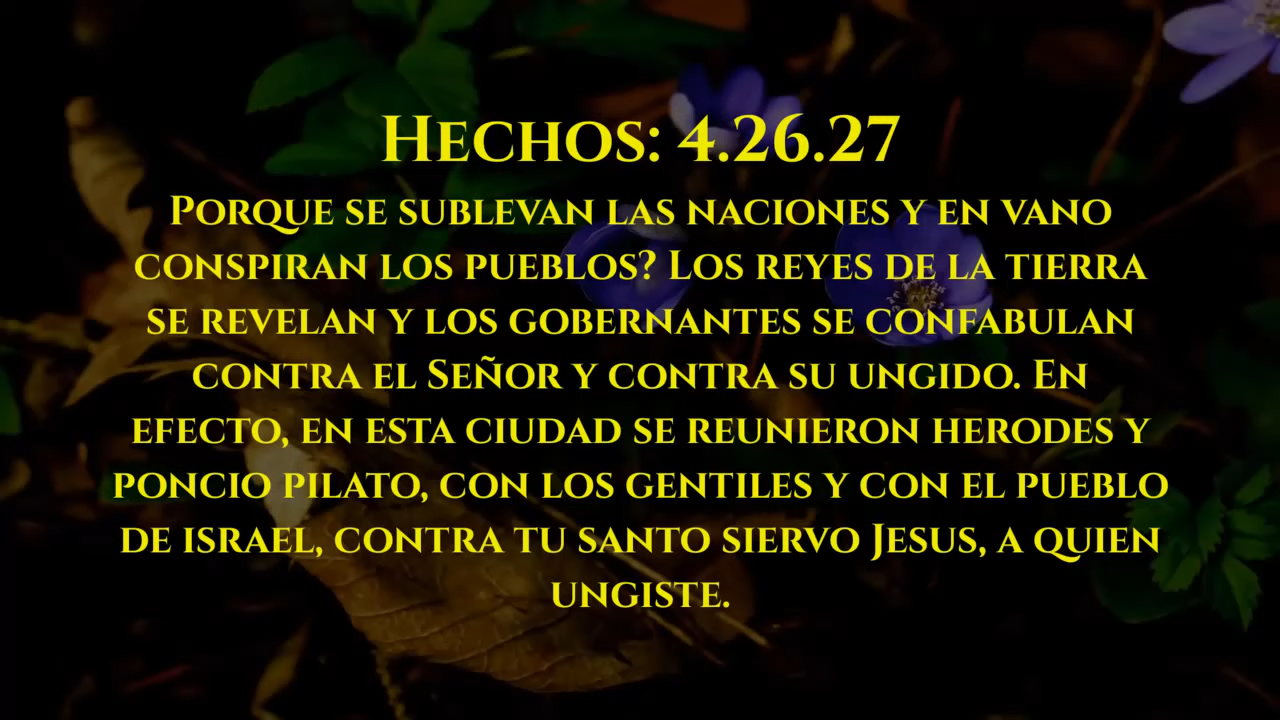 Hechos: 4.26.27
Porque se sublevan las naciones y en vano
conspiran los pueblos? Los reyes de la tierra
se revelan y los gobernantes se confabulan
contra el Señor y contra su ungido. En
efecto, en esta ciudad se reunieron herodes y
poncio pilato, con los gentiles y con el pueblo
de israel, contra tu santo siervo Jesus, a quien
ungiste.